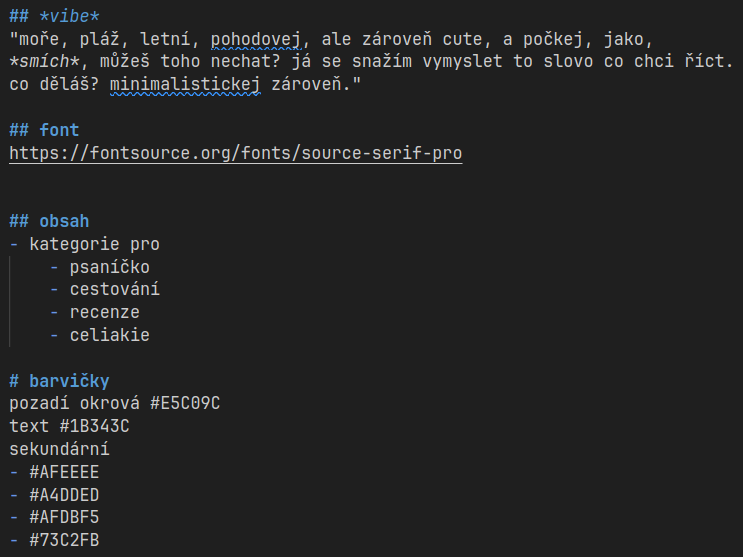 ## *vibe*
"moře, pláž, letní, pohodovej, ale zároveň cute, a počkej, jako,
*smích*, můžeš toho nechat? já se snažím vymyslet to slovo co chci říct.
co děláš? minimalistickej zároveň."
## font
https://fontsource.org/fonts/source-serif-pro
## obsah
- kategorie pro
- psaníčko
- cestování
- recenze
- celiakie
# barvičky
pozadí okrová #E5C09C
text #1B343C
sekundární
- #AFEEEE
- #A4DDED
- #AFDBF5
- #73C2FB